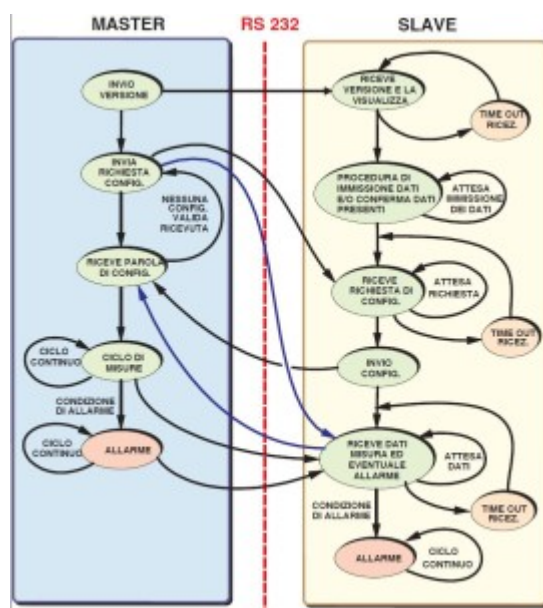 MASTER
RS 232
SLAVE
INVIO
VERSIONE
RICEVE
VERSIONE E LA
VISUALIZZA
TIME OUT
RICEZ.
INVIA
RICHIESTA
CONFIG.
PROCEDURA DI
IMMISSIONE DATI
E/O CONFERMA DATI
PRESENTI
ATTESA
IMMISSIONE
DEI DATI
NESSUNA
CONFIG.
VALIDA
RICEVUTA
RICEVE PAROLA
DI CONFIG.
RICEVE
RICHIESTA DI
CONFIG.
ATTESA
RICHIESTA
TIME OUT
RICEZ.
CICLO
CONTINUO
CICLO DI
MISURE
INVIO
CONFIG.
CONDIZIONE
DI ALLARME
CICLO
CONTINUO
ALLARME
RICEVE DATI
MISURA ED
EVENTUALE
ALLARME
ATTESA
DATI
TIME OUT
RICEZ.
CONDIZIONE
DI ALLARME
ALLARME
CICLO
CONTINUO